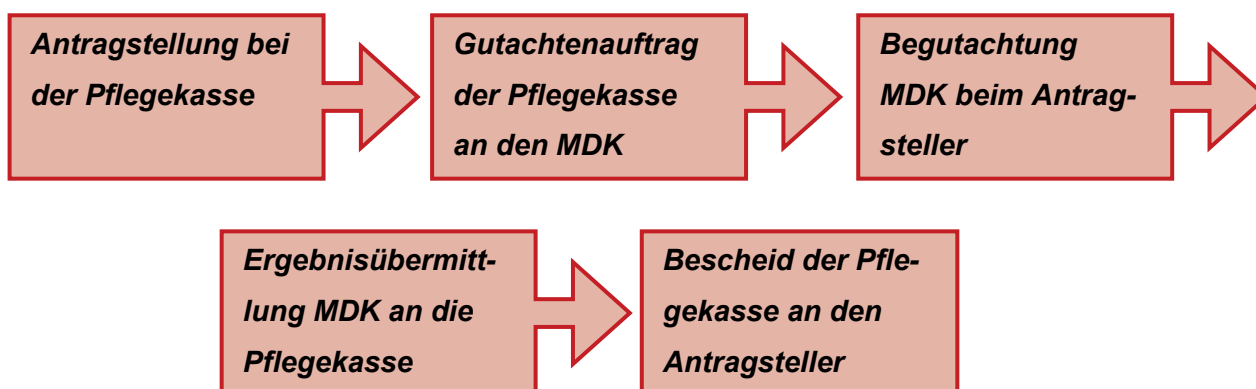 Antragstellung bei
der Pflegekasse
Gutachtenauftrag
der Pflegekasse
an den MDK
Begutachtung
MDK beim Antrag-
steller
Ergebnisübermitt-
lung MDK an die
Pflegekasse
Bescheid der Pfle-
gekasse an den
Antragsteller